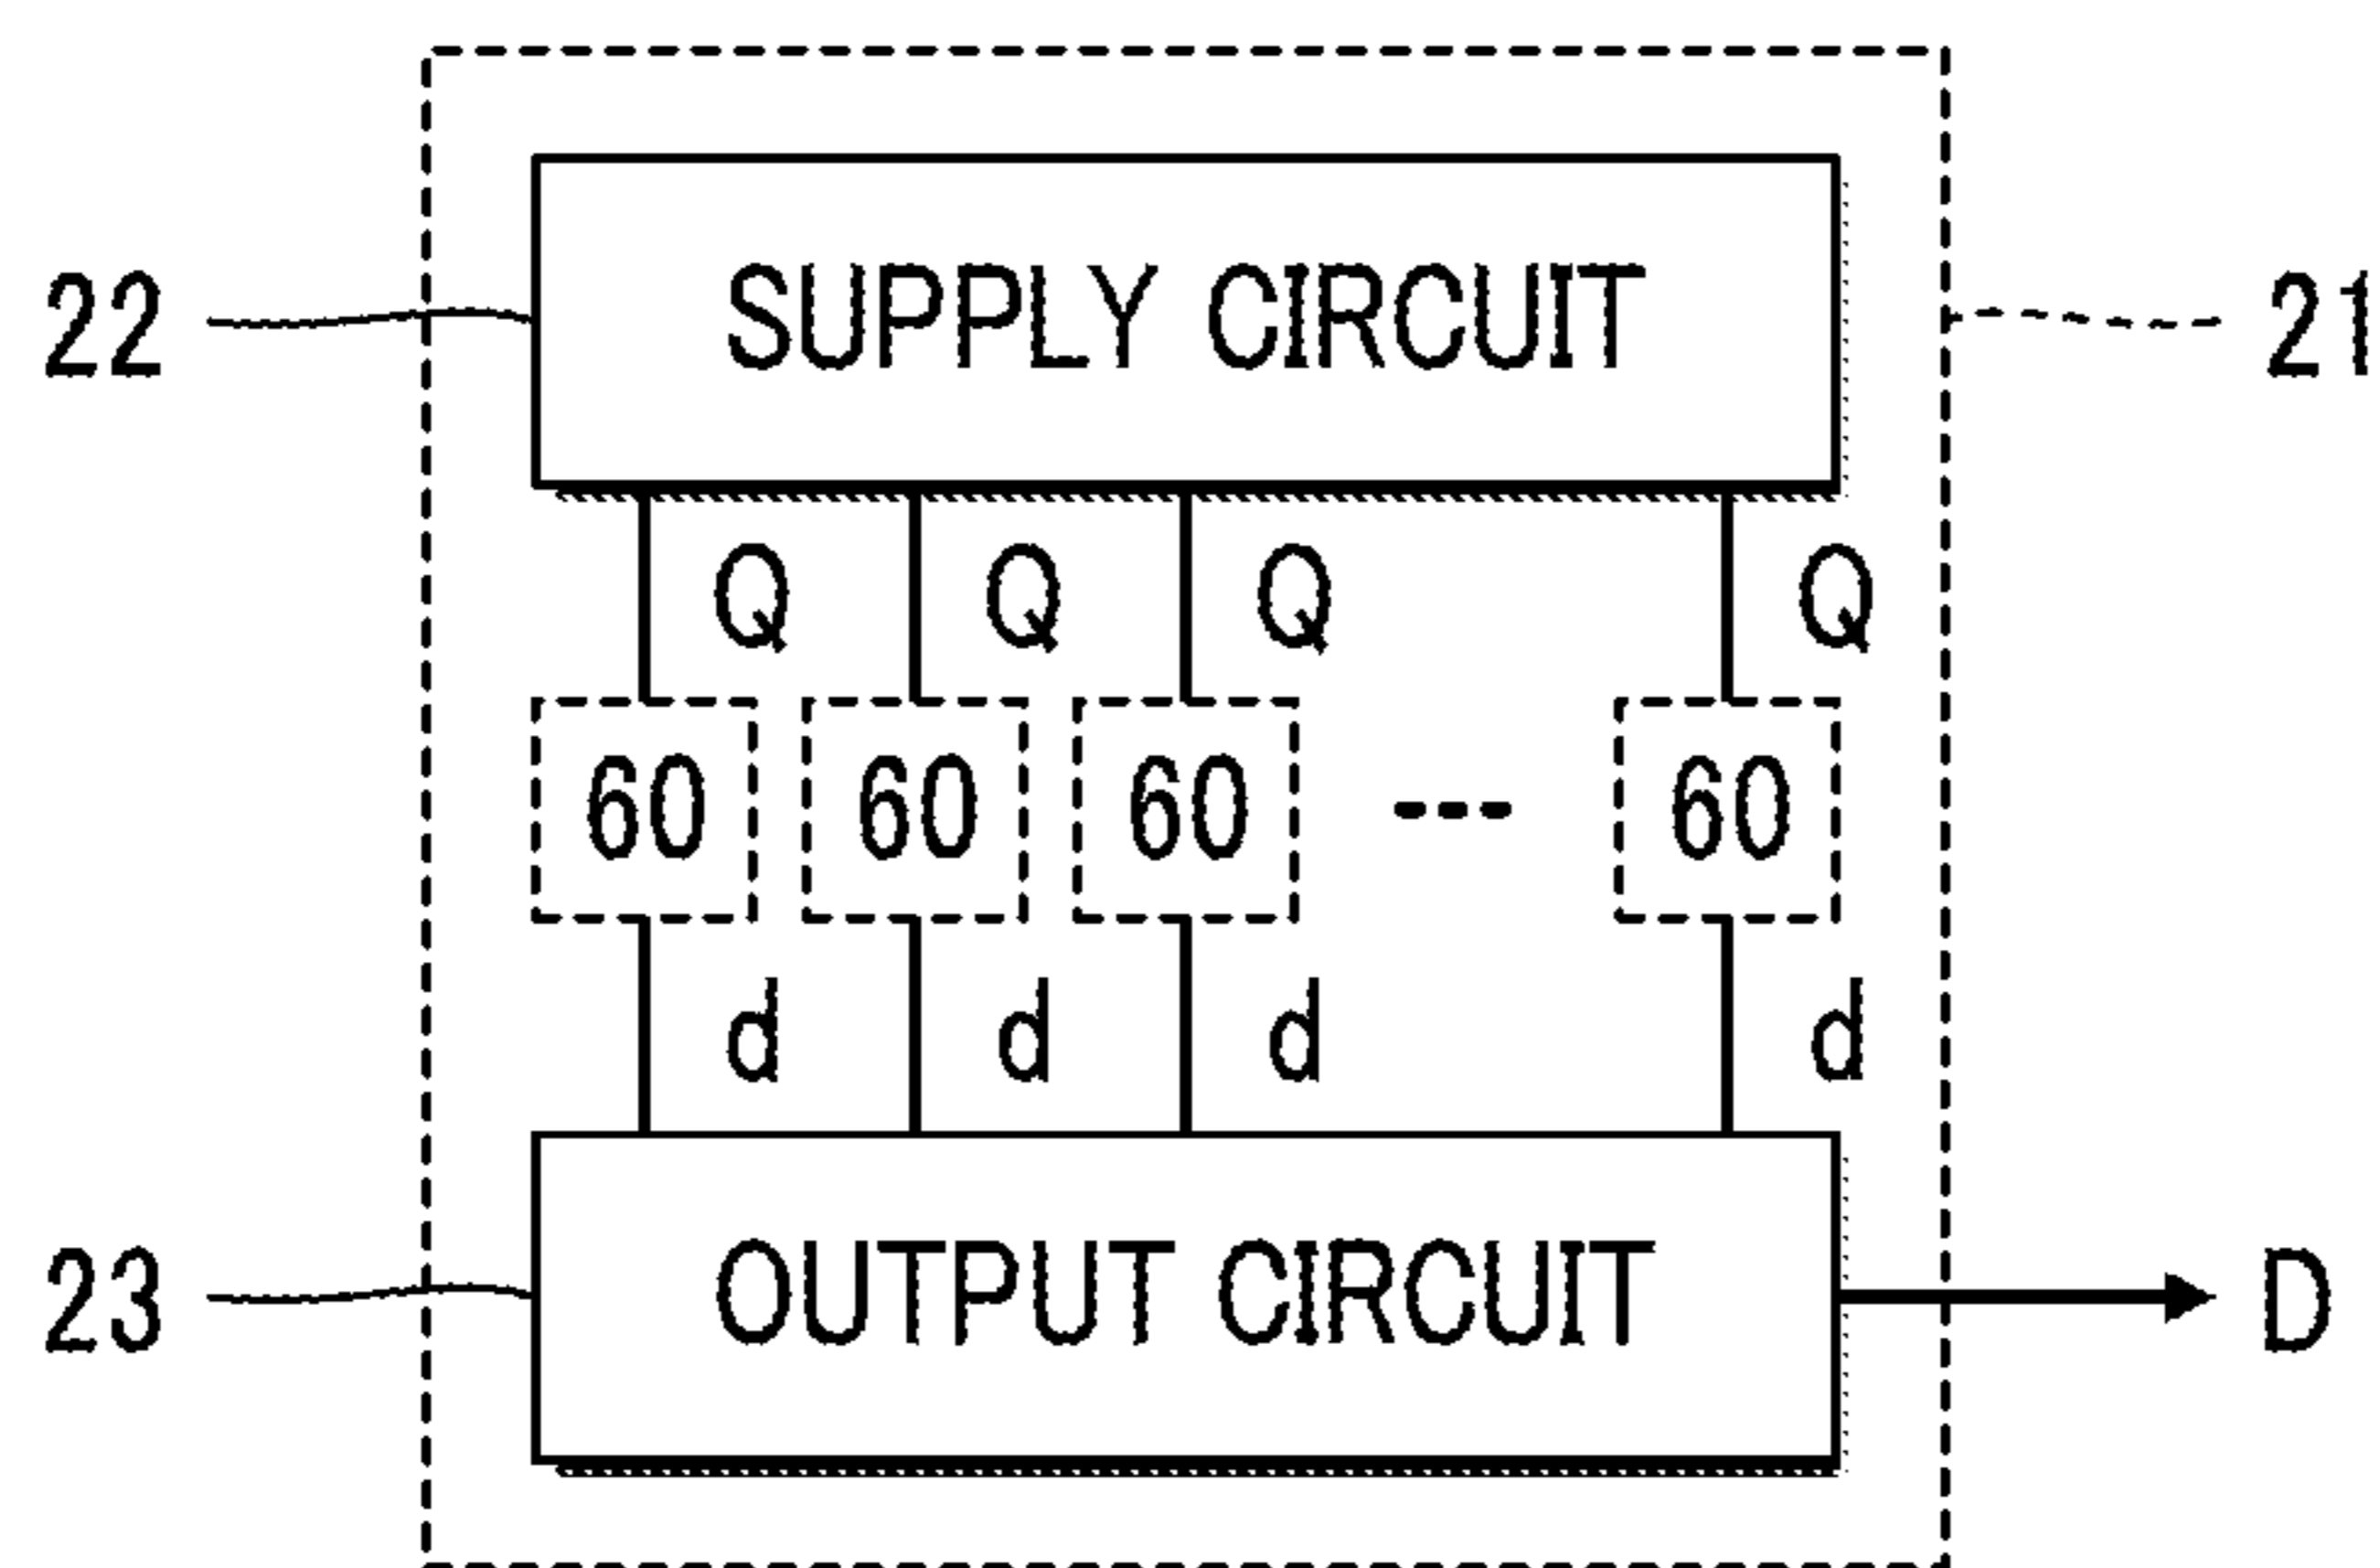 22 SUPPLY CIRCUIT 21
Q Q Q Q
60 60 60 --- 60
d d d d
23 OUTPUT CIRCUIT D